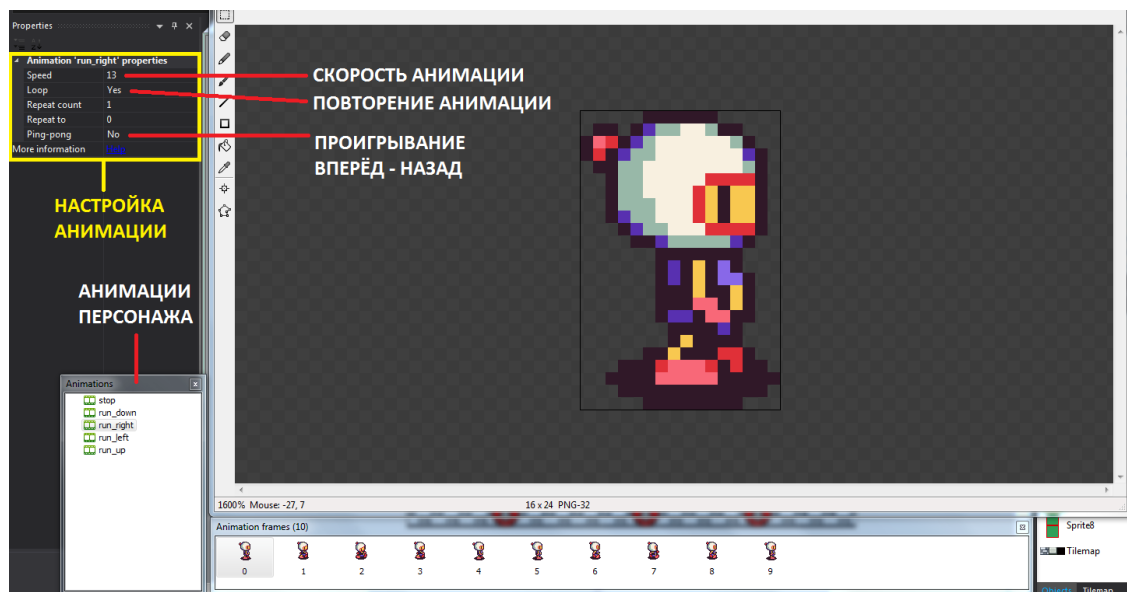 Properties
Animation 'run_right' properties
Speed 13
Loop Yes
Repeat count 1
Repeat to 0
Ping-pong No
More information Help
СКОРОСТЬ АНИМАЦИИ
ПОВТОРЕНИЕ АНИМАЦИИ
ПРОИГРЫВАНИЕ
ВПЕРЁД - НАЗАД
НАСТРОЙКА
АНИМАЦИИ
АНИМАЦИИ
ПЕРСОНАЖА
Animations
stop
run_down
run_right
run_left
run_up
1600% Mouse: -27, 7 16 x 24 PNG-32
Animation frames (10)
0 1 2 3 4 5 6 7 8 9
Sprite8
Tilemap
Objects Tilemap